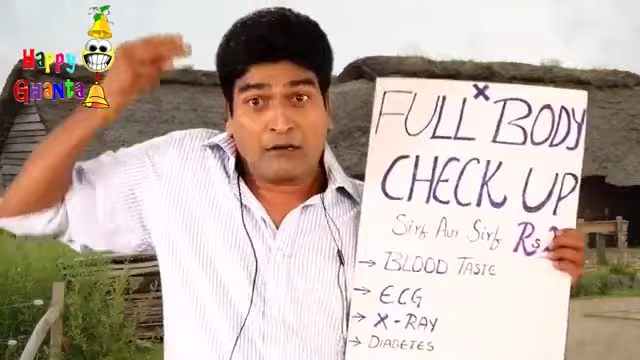 Happy
Ghanta
FULL BODY
CHECK UP
Sirf Aur Sirf Rs
→ BLOOD TASTE
→ ECG
→ X-RAY
→ DIABETES